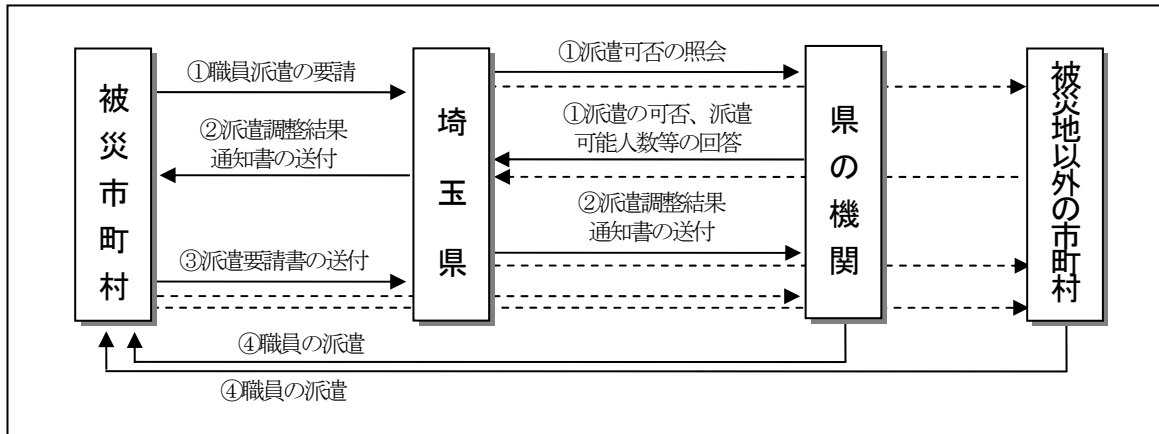 被災市町村
①職員派遣の要請
②派遣調整結果
通知書の送付
③派遣要請書の送付
埼玉県
①派遣可否の照会
①派遣の可否、派遣
可能人数等の回答
②派遣調整結果
通知書の送付
県の機関
被災地以外の市町村
④職員の派遣
④職員の派遣